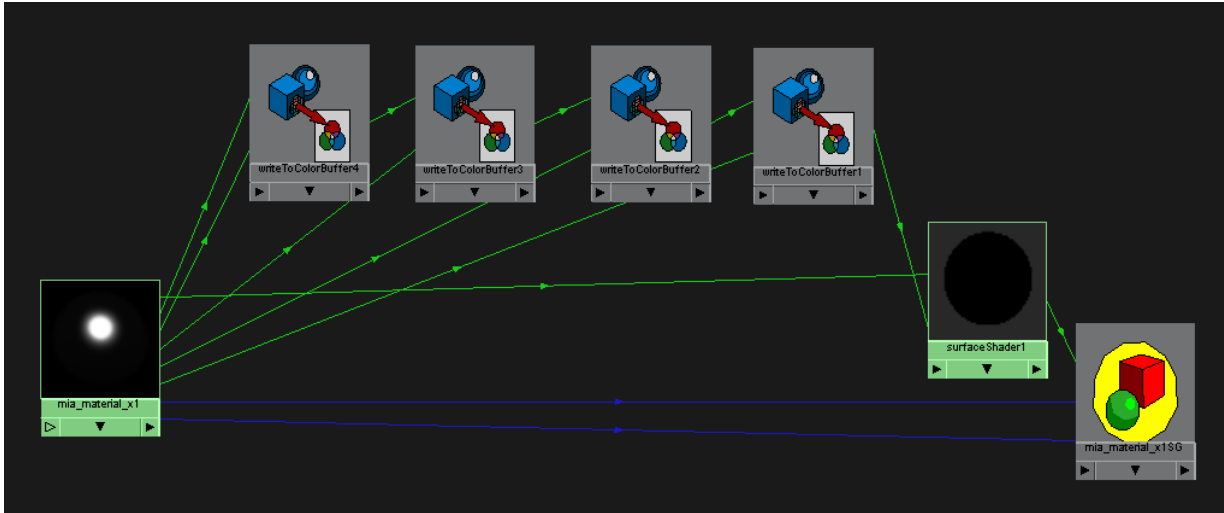 writeToColorBuffer4
writeToColorBuffer3
writeToColorBuffer2
writeToColorBuffer1
surfaceShader1
mia_material_x1
mia_material_x1SG